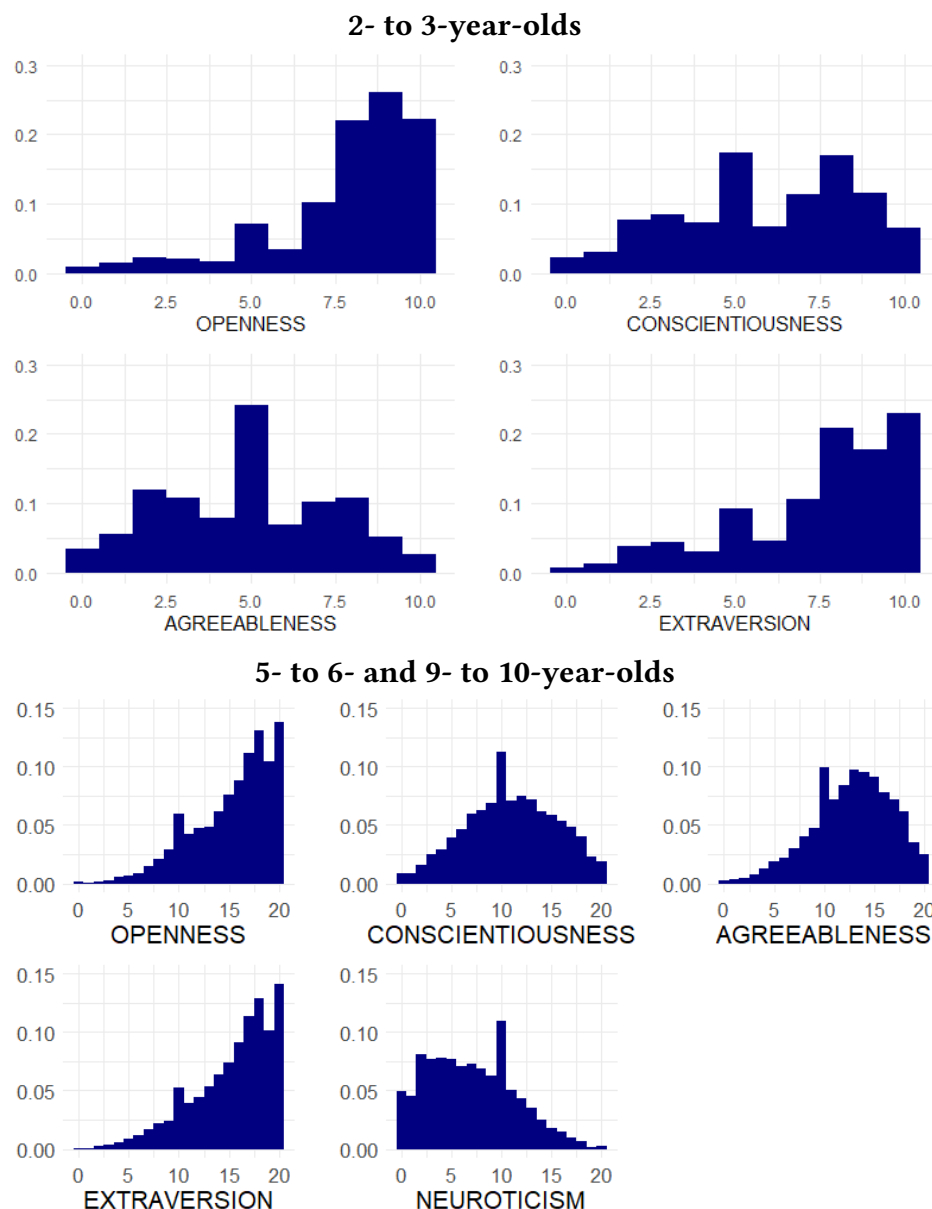 2- to 3-year-olds
0.3 0.3
0.2 0.2
0.1 0.1
0.0 0.0
0.0 2.5 5.0 7.5 10.0 0.0 2.5 5.0 7.5 10.0
OPENNESS CONSCIENTIOUSNESS
0.3 0.3
0.2 0.2
0.1 0.1
0.0 0.0
0.0 2.5 5.0 7.5 10.0 0.0 2.5 5.0 7.5 10.0
AGREEABLENESS EXTRAVERSION
5- to 6- and 9- to 10-year-olds
0.15 0.15 0.15
0.10 0.10 0.10
0.05 0.05 0.05
0.00 0.00 0.00
0 5 10 15 20 0 5 10 15 20 0 5 10 15 20
OPENNESS CONSCIENTIOUSNESS AGREEABLENESS
0.15 0.15
0.10 0.10
0.05 0.05
0.00 0.00
0 5 10 15 20 0 5 10 15 20
EXTRAVERSION NEUROTICISM